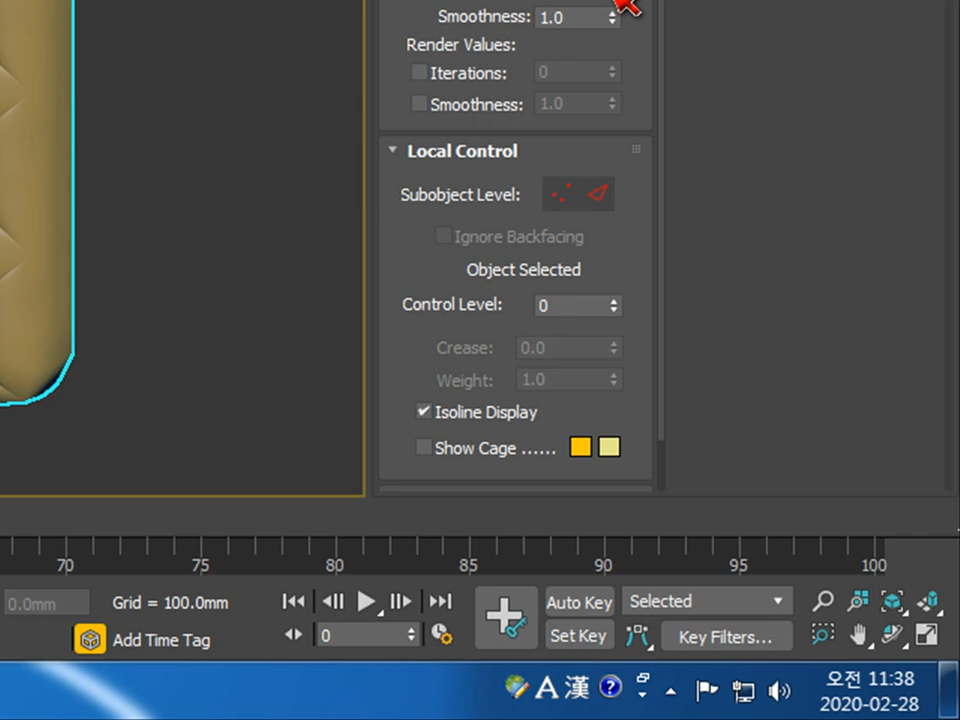 Smoothness: 1.0
Render Values:
Iterations: 0
Smoothness: 1.0
Local Control
Subobject Level:
Ignore Backfacing
Object Selected
Control Level: 0
Crease: 0.0
Weight: 1.0
Isoline Display
Show Cage ......
70 75 80 85 90 95 100
0.0mm Grid = 100.0mm Auto Key Selected
Add Time Tag 0 Set Key Key Filters...
A 漢 ? 오전 11:38
2020-02-28